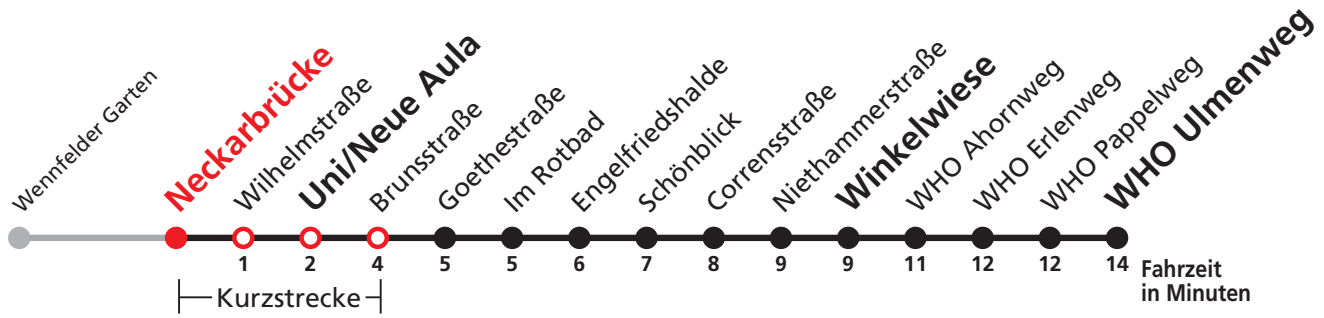 Wennfelder Garten
Neckarbrücke
Wilhelmstraße
Uni/Neue Aula
Brunsstraße
Goethestraße
Im Rotbad
Engelfriedshalde
Schönblick
Corrensstraße
Niethammerstraße
Winkelwiese
WHO Ahornweg
WHO Erlenweg
WHO Pappelweg
WHO Ulmenweg
1 2 4 5 5 6 7 8 9 9 11 12 12 14 Fahrzeit
in Minuten
Kurzstrecke